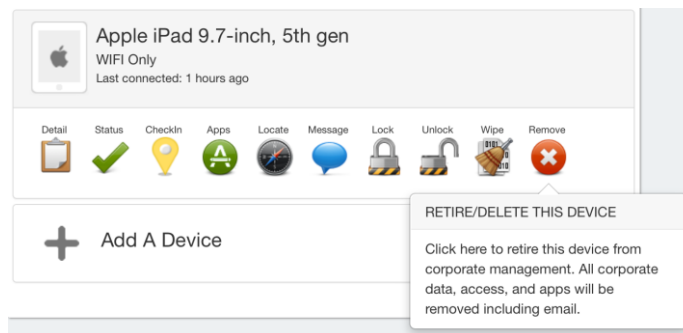 Apple iPad 9.7-inch, 5th gen
WIFI Only
Last connected: 1 hours ago
Detail Status CheckIn Apps Locate Message Lock Unlock Wipe Remove
Add A Device
RETIRE/DELETE THIS DEVICE
Click here to retire this device from
corporate management. All corporate
data, access, and apps will be
removed including email.